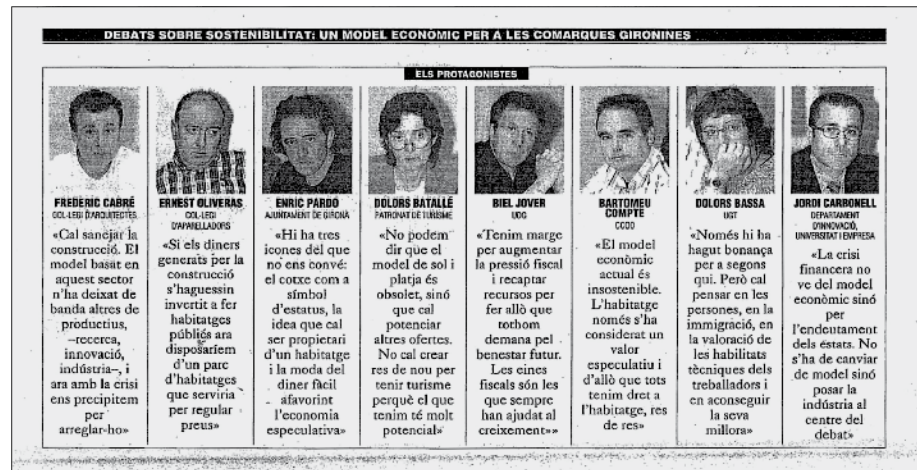 DEBATS SOBRE SOSTENIBILITAT: UN MODEL ECONÒMIC PER A LES COMARQUES GIRONINES
ELS PROTAGONISTES
FREDERIC CABRÉ
COL·LEGI D'ARQUITECTES
«Cal sanejar la
construcció. El
model basat en
aquest sector
n'ha deixat de
banda altres de
productius,
–recerca,
innovació,
indústria–, i
ara amb la crisi
ens precipitem
per
arreglar-ho»
ERNEST OLIVERAS
COL·LEGI
D'APARELLADORS
«Si els diners
generats per la
construcció
s'haguessin
invertit a fer
habitatges
públics ara
disposaríem
d'un parc
d'habitatges
que serviria
per regular
preus»
ENRIC PARDO
AJUNTAMENT DE GIRONA
«Hi ha tres
icones del que
no ens convé:
el cotxe com a
símbol
d'estatus, la
idea que cal
ser propietari
d'un habitatge
i la moda del
diner fàcil
afavorint
l'economia
especulativa»
DOLORS BATALLÉ
PATRONAT DE TURISME
«No podem
dir que el
model de sol i
platja és
obsolet, sinó
que cal
potenciar
altres ofertes.
No cal crear
res de nou per
tenir turisme
perquè el que
tenim té molt
potencial»
BIEL JOVER
UDG
«Tenim marge
per augmentar
la pressió fiscal
i recaptar
recursos per
fer allò que
tothom
demana pel
benestar futur.
Les eines
fiscals són les
que sempre
han ajudat al
creixement»»
BARTOMEU
COMPTE
CCOO
«El model
econòmic
actual és
insostenible.
L'habitatge
només s'ha
considerat un
valor
especulatiu i
d'allò que tots
tenim dret a
l'habitatge, res
de res»
DOLORS BASSA
UGT
«Només hi ha
hagut bonança
per a segons
qui. Però cal
pensar en les
persones, en la
immigració, en
la valoració de
les habilitats
tècniques dels
treballadors i
en aconseguir
la seva
millora»
JORDI CARBONELL
DEPARTAMENT
D'INNOVACIÓ,
UNIVERSITAT I EMPRESA
«La crisi
financera no
ve del model
econòmic sinó
per
l'endeutament
dels éstats. No
s'ha de canviar
de model sinó
posar la
indústria al
centre del
debat»